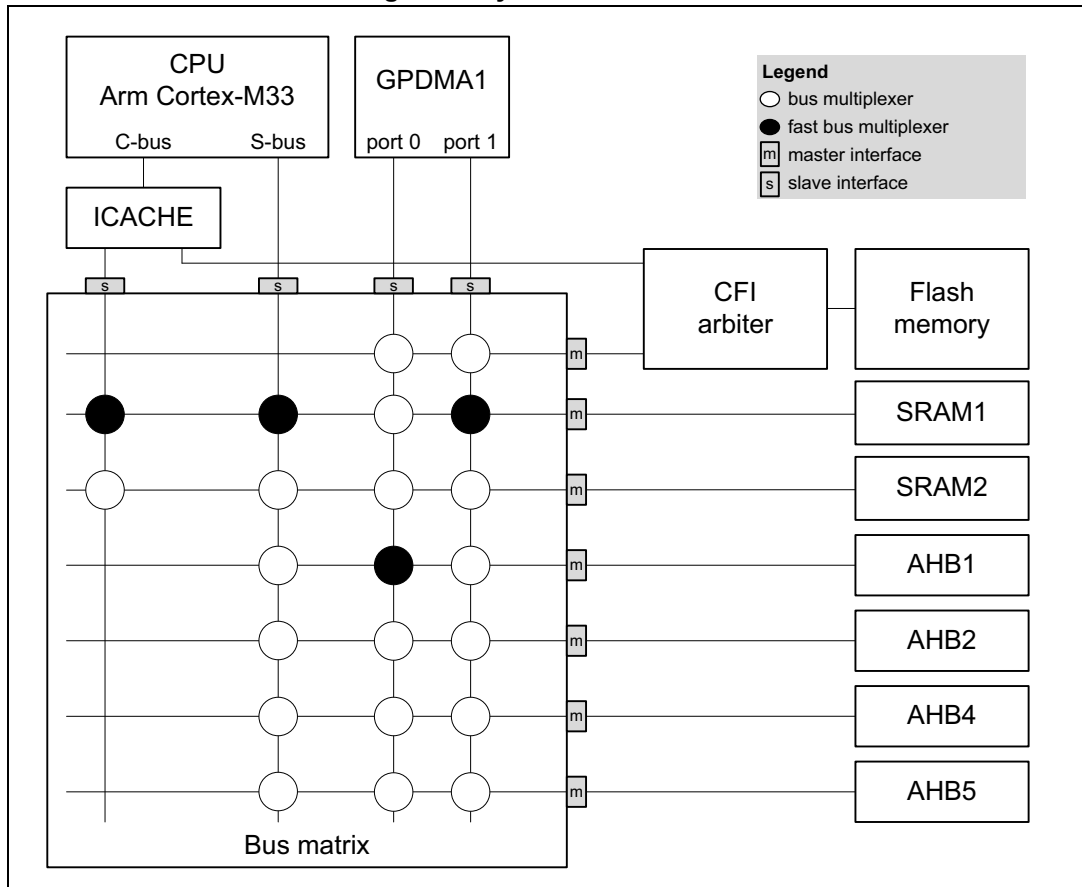 CPU
Arm Cortex-M33
C-bus
S-bus
GPDMA1
port 0
port 1
Legend
bus multiplexer
fast bus multiplexer
m master interface
s slave interface
ICACHE
s
s
s
s
CFI
arbiter
Flash
memory
m
m
SRAM1
m
SRAM2
m
AHB1
m
AHB2
m
AHB4
m
AHB5
Bus matrix